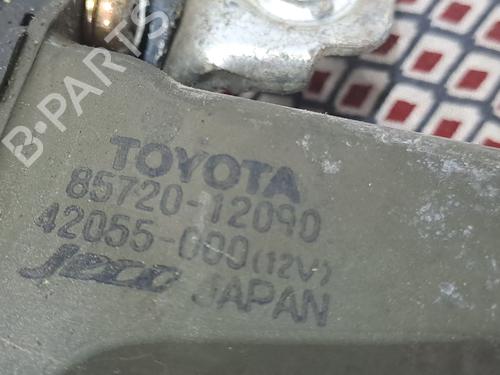 B-PARTS
TOYOTA
85720-12090
42055-000 (12V)
Jeco JAPAN